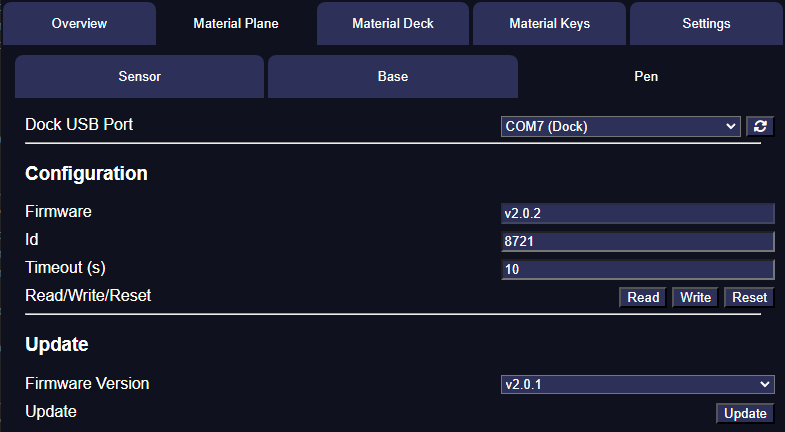 Overview Material Plane Material Deck Material Keys Settings
Sensor Base Pen
Dock USB Port COM7 (Dock)
Configuration
Firmware v2.0.2
Id 8721
Timeout (s) 10
Read/Write/Reset Read Write Reset
Update
Firmware Version v2.0.1
Update Update